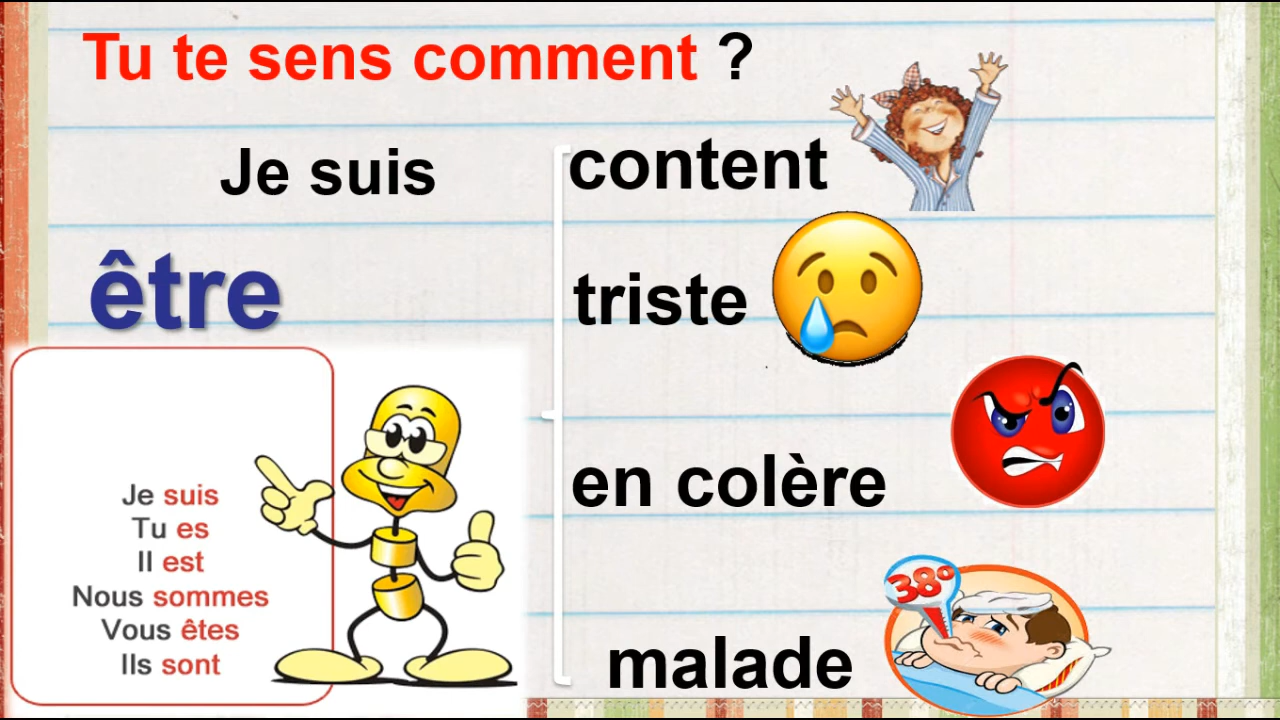 Tu te sens comment ?
Je suis
content
être
triste
en colère
malade
38°
Je suis
Tu es
Il est
Nous sommes
Vous êtes
Ils sont